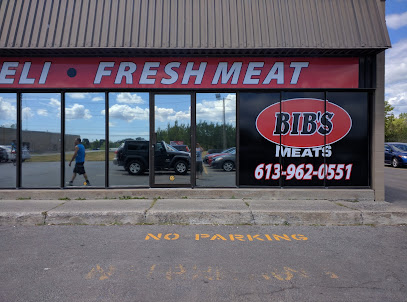 ELI • FRESH MEAT
BIB'S
MEATS
613-962-0551
NO PARKING